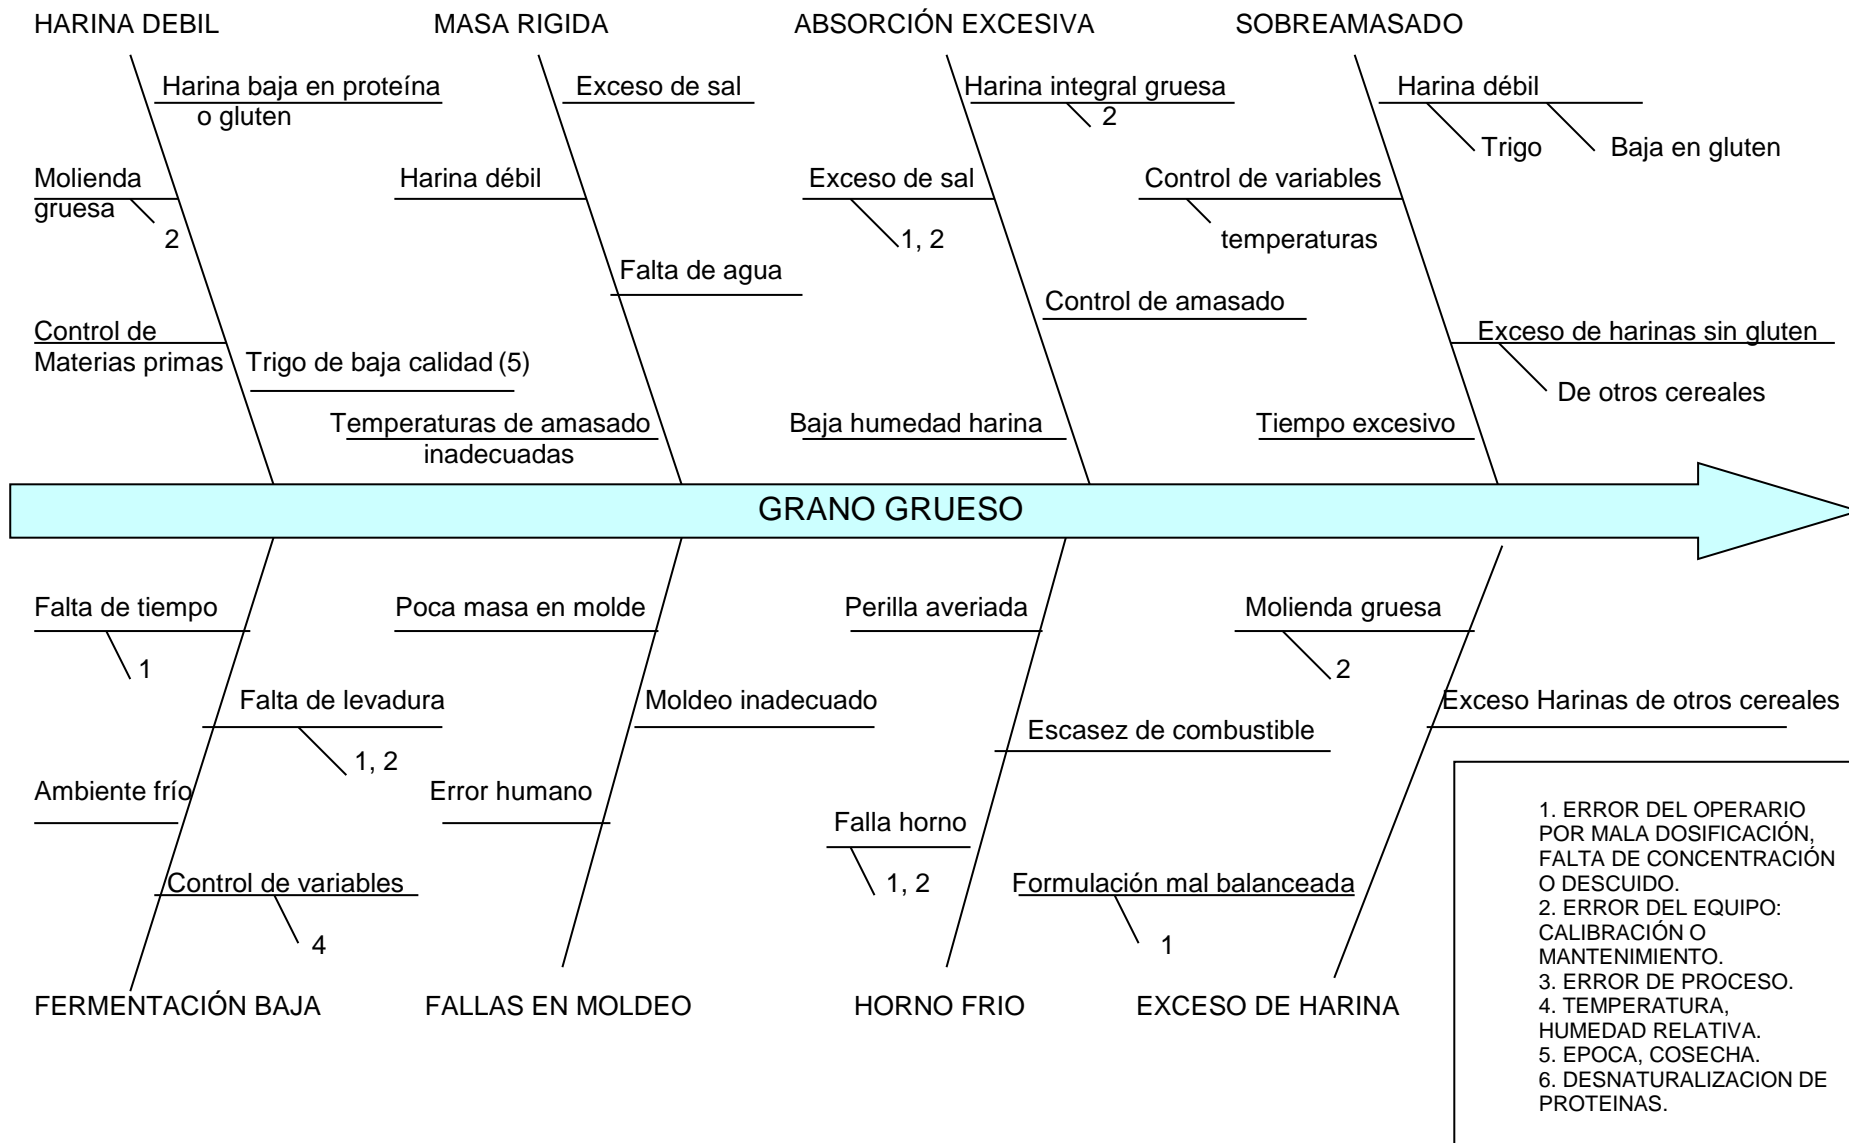 HARINA DEBIL
MASA RIGIDA
ABSORCIÓN EXCESIVA
SOBREAMASADO
Harina baja en proteína
o gluten
Exceso de sal
Harina integral gruesa
2
Harina débil
Trigo
Baja en gluten
Molienda
gruesa
2
Harina débil
Exceso de sal
1, 2
Control de variables
temperaturas
Falta de agua
Control de amasado
Control de
Materias primas
Trigo de baja calidad (5)
Exceso de harinas sin gluten
De otros cereales
Temperaturas de amasado
inadecuadas
Baja humedad harina
Tiempo excesivo
GRANO GRUESO
Falta de tiempo
1
Poca masa en molde
Perilla averiada
Molienda gruesa
2
Falta de levadura
1, 2
Moldeo inadecuado
Escasez de combustible
Exceso Harinas de otros cereales
Ambiente frío
Error humano
Falla horno
1, 2
Control de variables
4
Formulación mal balanceada
1
FERMENTACIÓN BAJA
FALLAS EN MOLDEO
HORNO FRIO
EXCESO DE HARINA
1. ERROR DEL OPERARIO
POR MALA DOSIFICACIÓN,
FALTA DE CONCENTRACIÓN
O DESCUIDO.
2. ERROR DEL EQUIPO:
CALIBRACIÓN O
MANTENIMIENTO.
3. ERROR DE PROCESO.
4. TEMPERATURA,
HUMEDAD RELATIVA.
5. EPOCA, COSECHA.
6. DESNATURALIZACION DE
PROTEINAS.